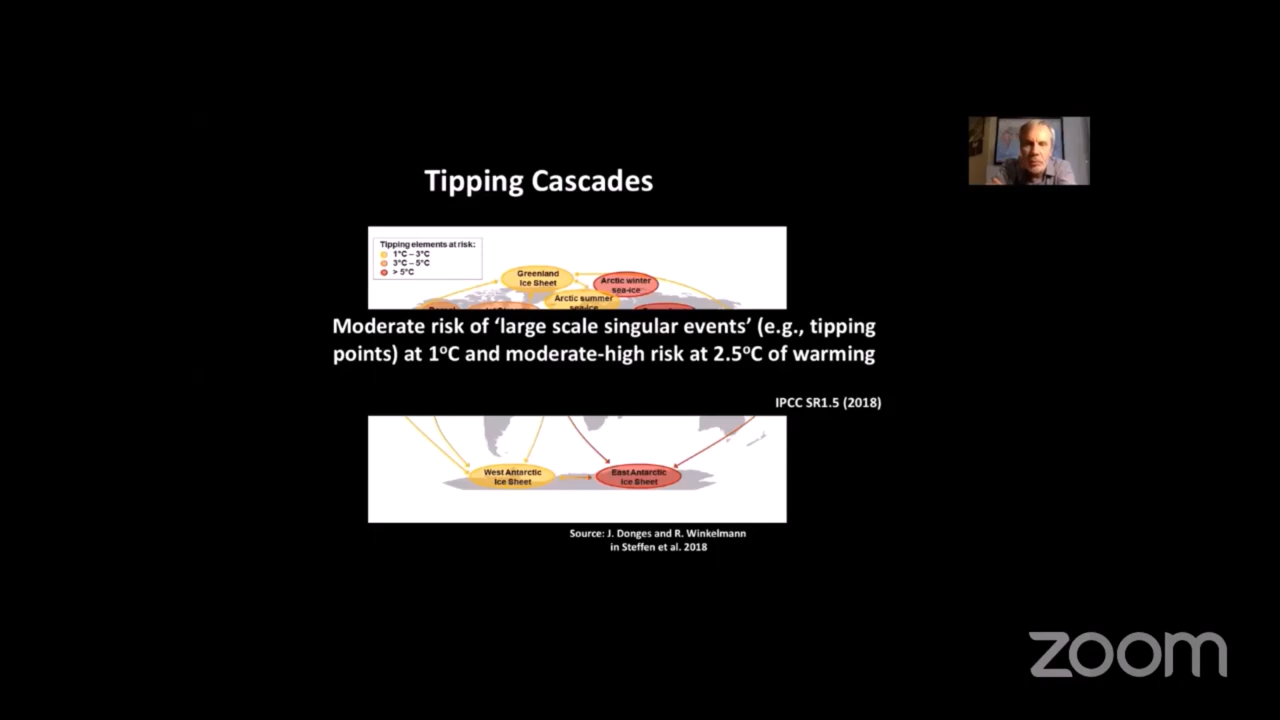 Tipping Cascades
Tipping elements at risk:
1°C – 3°C
3°C – 5°C
> 5°C
Greenland
Ice Sheet
Arctic winter
sea-ice
Arctic summer
sea-ice
Moderate risk of ‘large scale singular events’ (e.g., tipping
points) at 1°C and moderate-high risk at 2.5°C of warming
IPCC SR1.5 (2018)
West Antarctic
Ice Sheet
East Antarctic
Ice Sheet
Source: J. Donges and R. Winkelmann
in Steffen et al. 2018
zoom